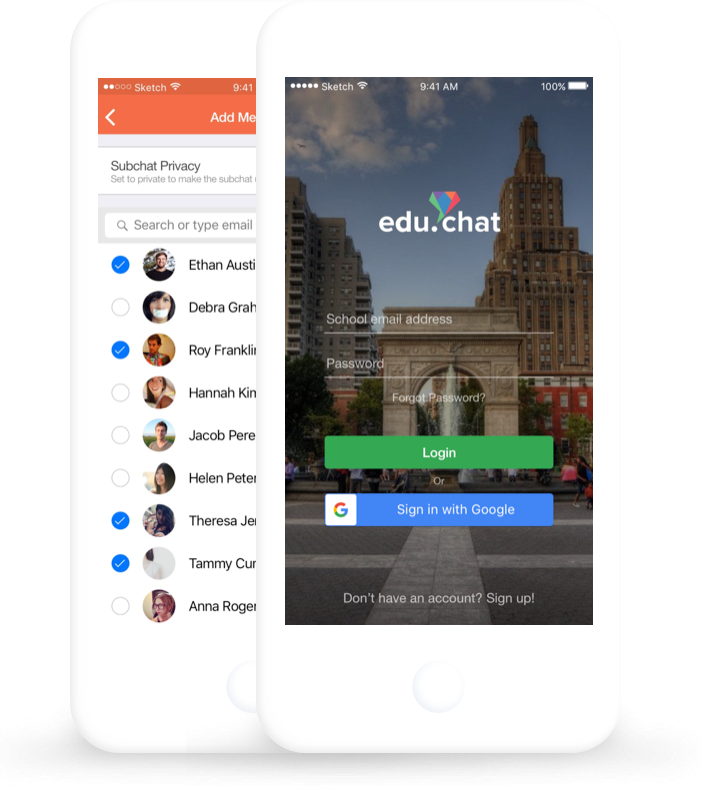 Sketch
9:41
Add Me
Subchat Privacy
Set to private to make the subchat
Search or type email
Ethan Austi
Debra Grah
Roy Franklin
Hannah Kim
Jacob Pere
Helen Peter
Theresa Je
Tammy Cur
Anna Roger
Sketch
9:41 AM
100%
edu.chat
School email address
Password
Forgot Password?
Login
Or
G
Sign in with Google
Don't have an account? Sign up!